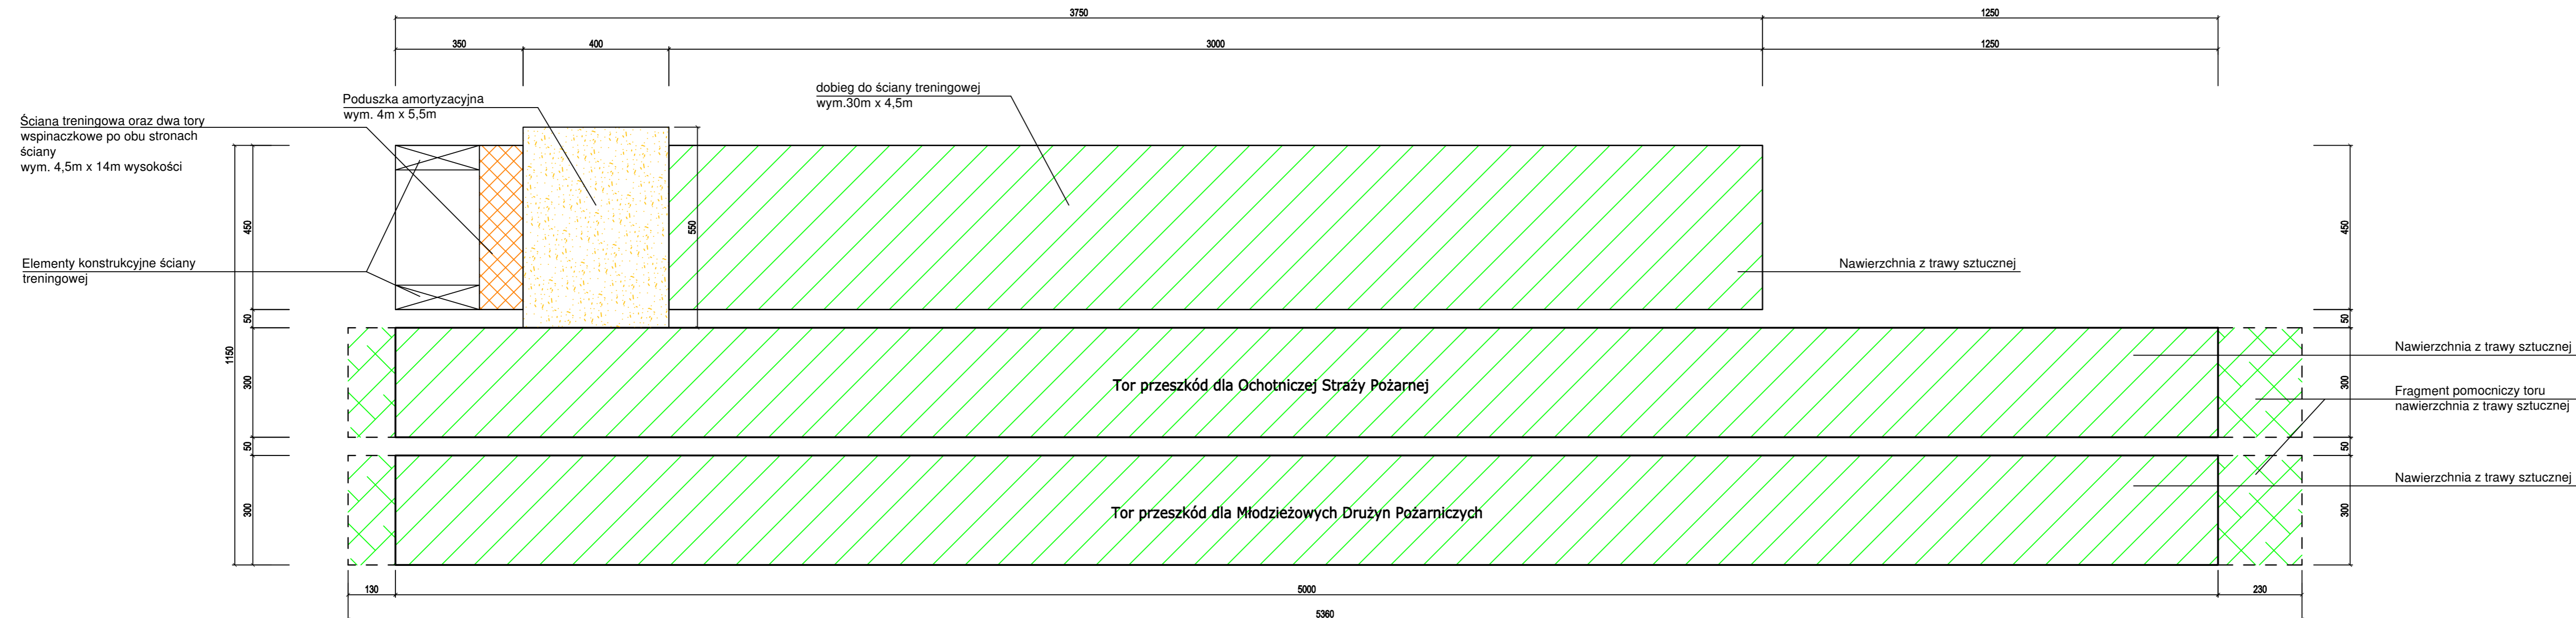 3750
1250
350
400
3000
1250
dobieg do ściany treningowej
wym.30m x 4,5m
Poduszka amortyzacyjna
wym. 4m x 5,5m
Ściana treningowa oraz dwa tory
wspinaczkowe po obu stronach
ściany
wym. 4,5m x 14m wysokości
450
550
450
Elementy konstrukcyjne ściany
treningowej
Nawierzchnia z trawy sztucznej
50
50
1150
Nawierzchnia z trawy sztucznej
300
Tor przeszkód dla Ochotniczej Straży Pożarnej
300
Fragment pomocniczy toru
nawierzchnia z trawy sztucznej
50
50
Nawierzchnia z trawy sztucznej
300
Tor przeszkód dla Młodzieżowych Drużyn Pożarniczych
300
130
5000
230
5360